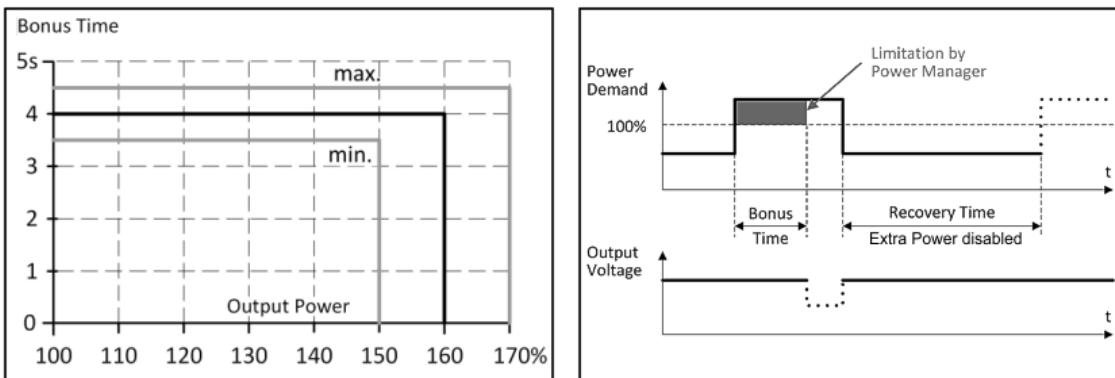 Bonus Time
5s
max.
4
min.
3
2
1
Output Power
0
100 110 120 130 140 150 160 170%
Limitation by
Power Manager
Power
Demand
100%
t
Bonus
Time
Recovery Time
Extra Power disabled
Output
Voltage
t